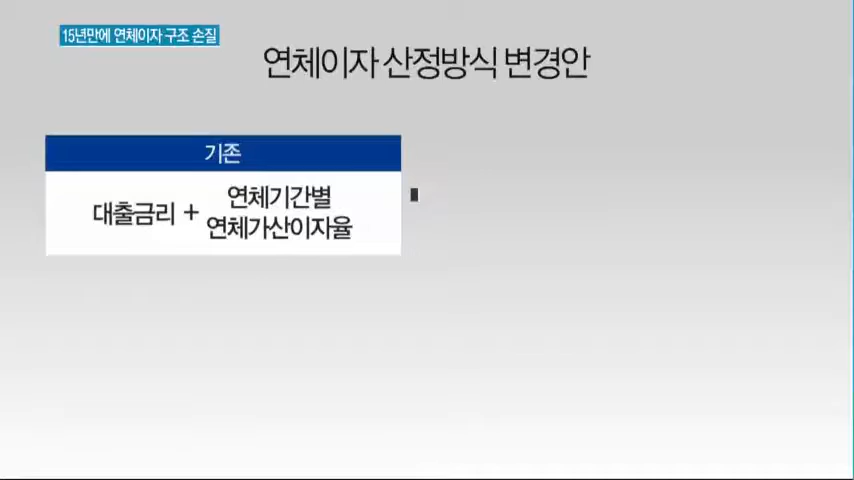 15년만에 연체이자 구조 손질
연체이자 산정방식 변경안
기존
대출금리 + 연체기간별
연체가산이자율